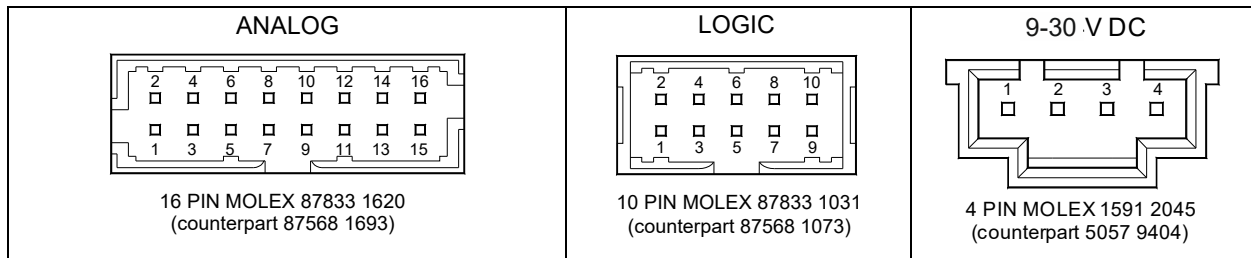 ANALOG
2 4 6 8 10 12 14 16
1 3 5 7 9 11 13 15
16 PIN MOLEX 87833 1620
(counterpart 87568 1693)
LOGIC
2 4 6 8 10
1 3 5 7 9
10 PIN MOLEX 87833 1031
(counterpart 87568 1073)
9-30 V DC
1 2 3 4
4 PIN MOLEX 1591 2045
(counterpart 5057 9404)